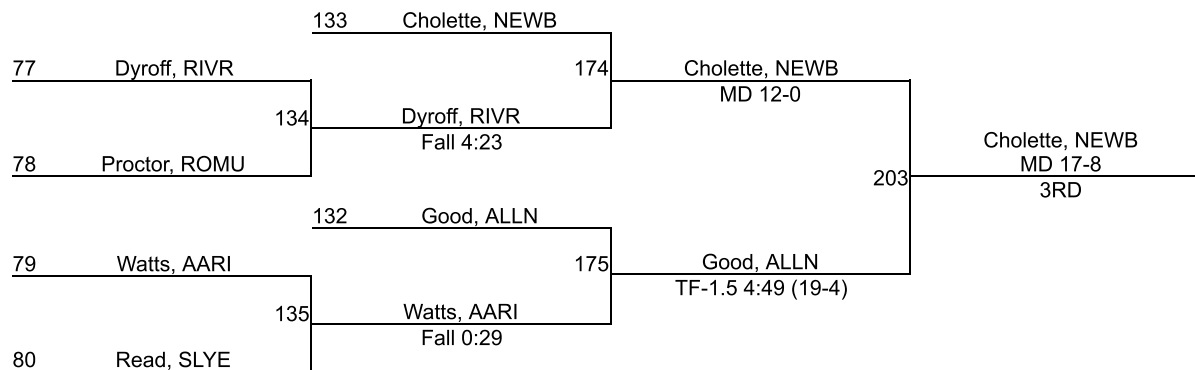 133 Cholette, NEWB
77 Dyroff, RIVR
174 Cholette, NEWB
MD 12-0
134 Dyroff, RIVR
Fall 4:23
Cholette, NEWB
MD 17-8
78 Proctor, ROMU
203
3RD
132 Good, ALLN
79 Watts, AARI
175 Good, ALLN
TF-1.5 4:49 (19-4)
135 Watts, AARI
Fall 0:29
80 Read, SLYE